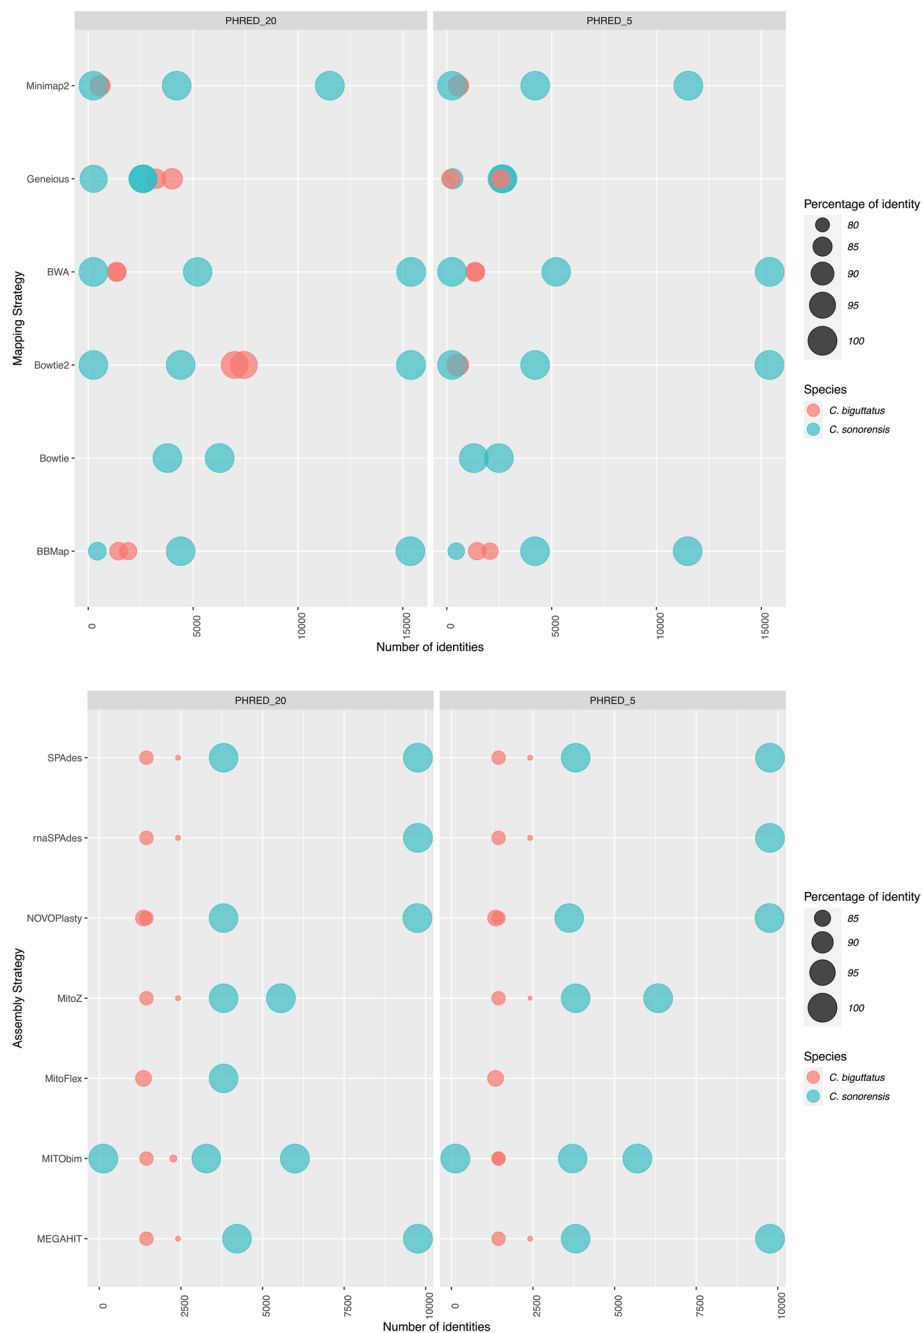 PHRED_20
PHRED_5
Mapping Strategy
Minimap2
Geneious
BWA
Bowtie2
Bowtie
BBMap
0
5000
10000
15000
0
5000
10000
15000
Number of identities
Percentage of identity
80
85
90
95
100
Species
C. biguttatus
C. sonorensis
PHRED_20
PHRED_5
Assembly Strategy
SPAdes
rnaSPAdes
NOVOPlasty
MitoZ
MitoFlex
MITObim
MEGAHIT
0
2500
5000
7500
10000
0
2500
5000
7500
10000
Number of identities
Percentage of identity
85
90
95
100
Species
C. biguttatus
C. sonorensis